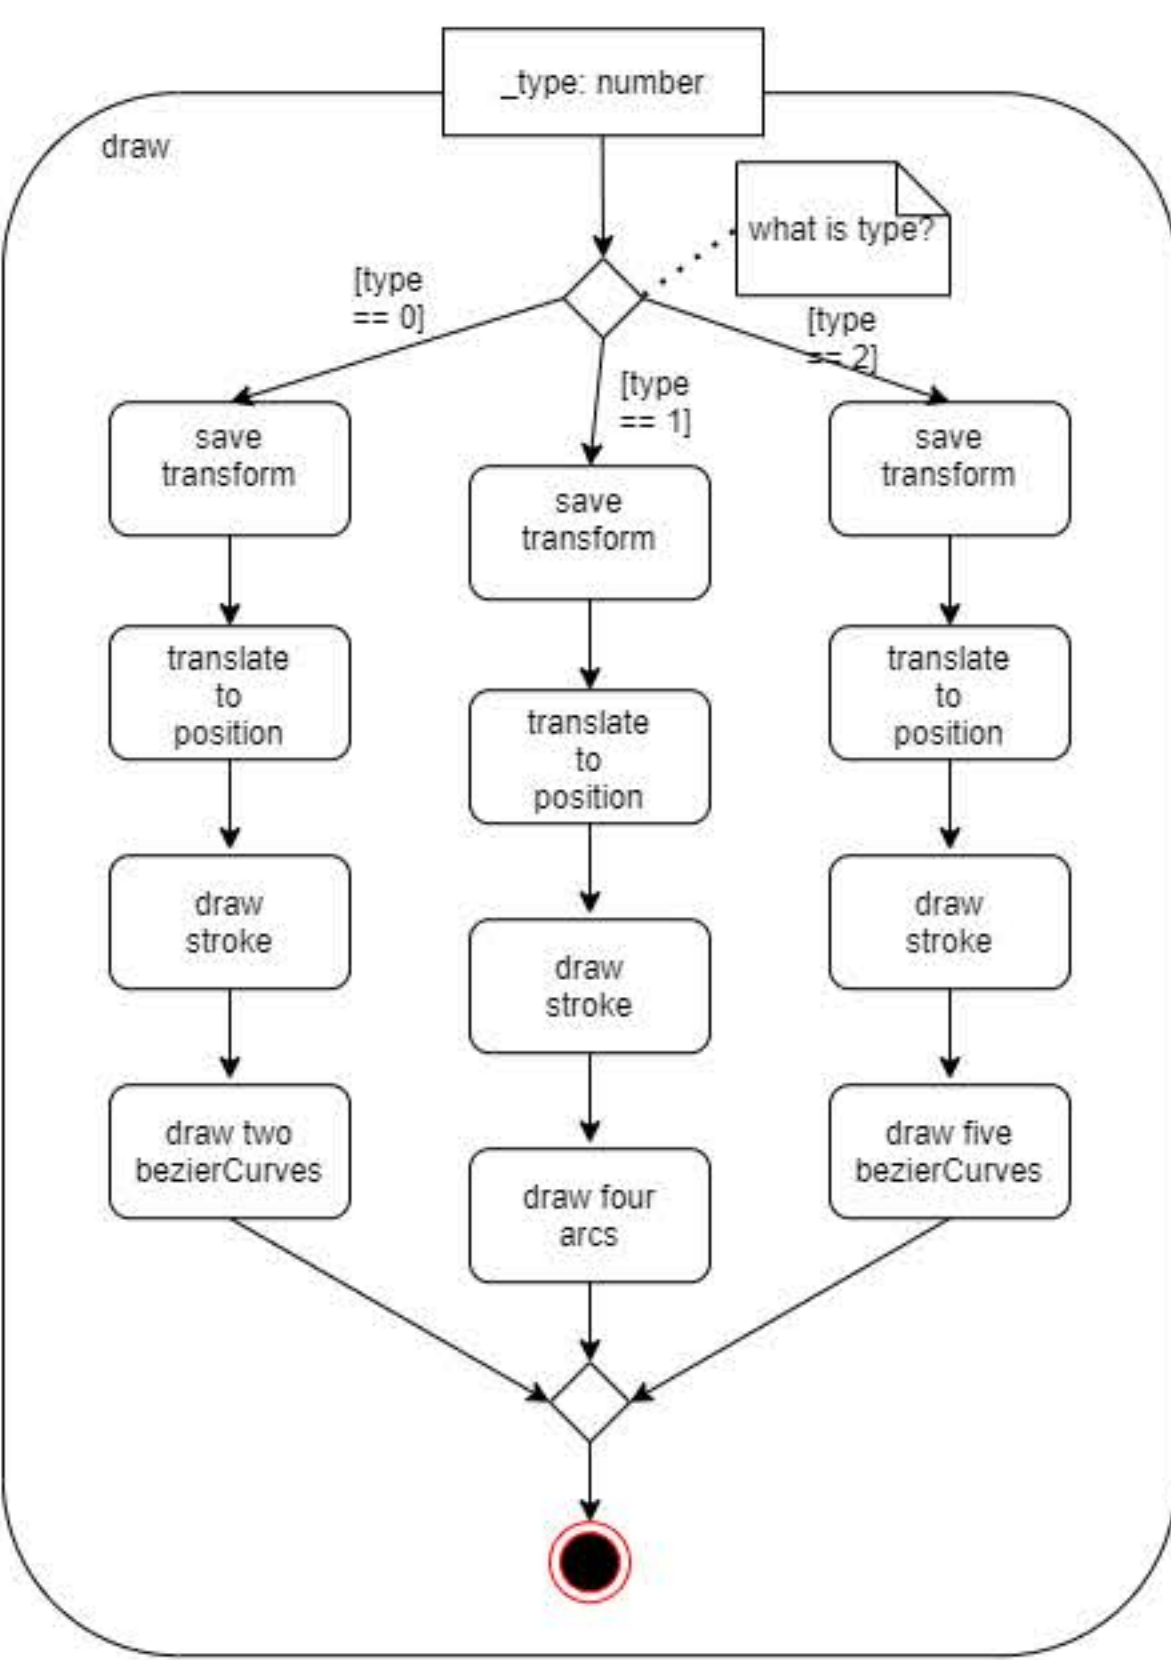 _type: number
draw
what is type?
[type
== 0]
[type
== 1]
[type
== 2]
save
transform
translate
to
position
draw
stroke
draw two
bezierCurves
save
transform
translate
to
position
draw
stroke
draw four
arcs
save
transform
translate
to
position
draw
stroke
draw five
bezierCurves